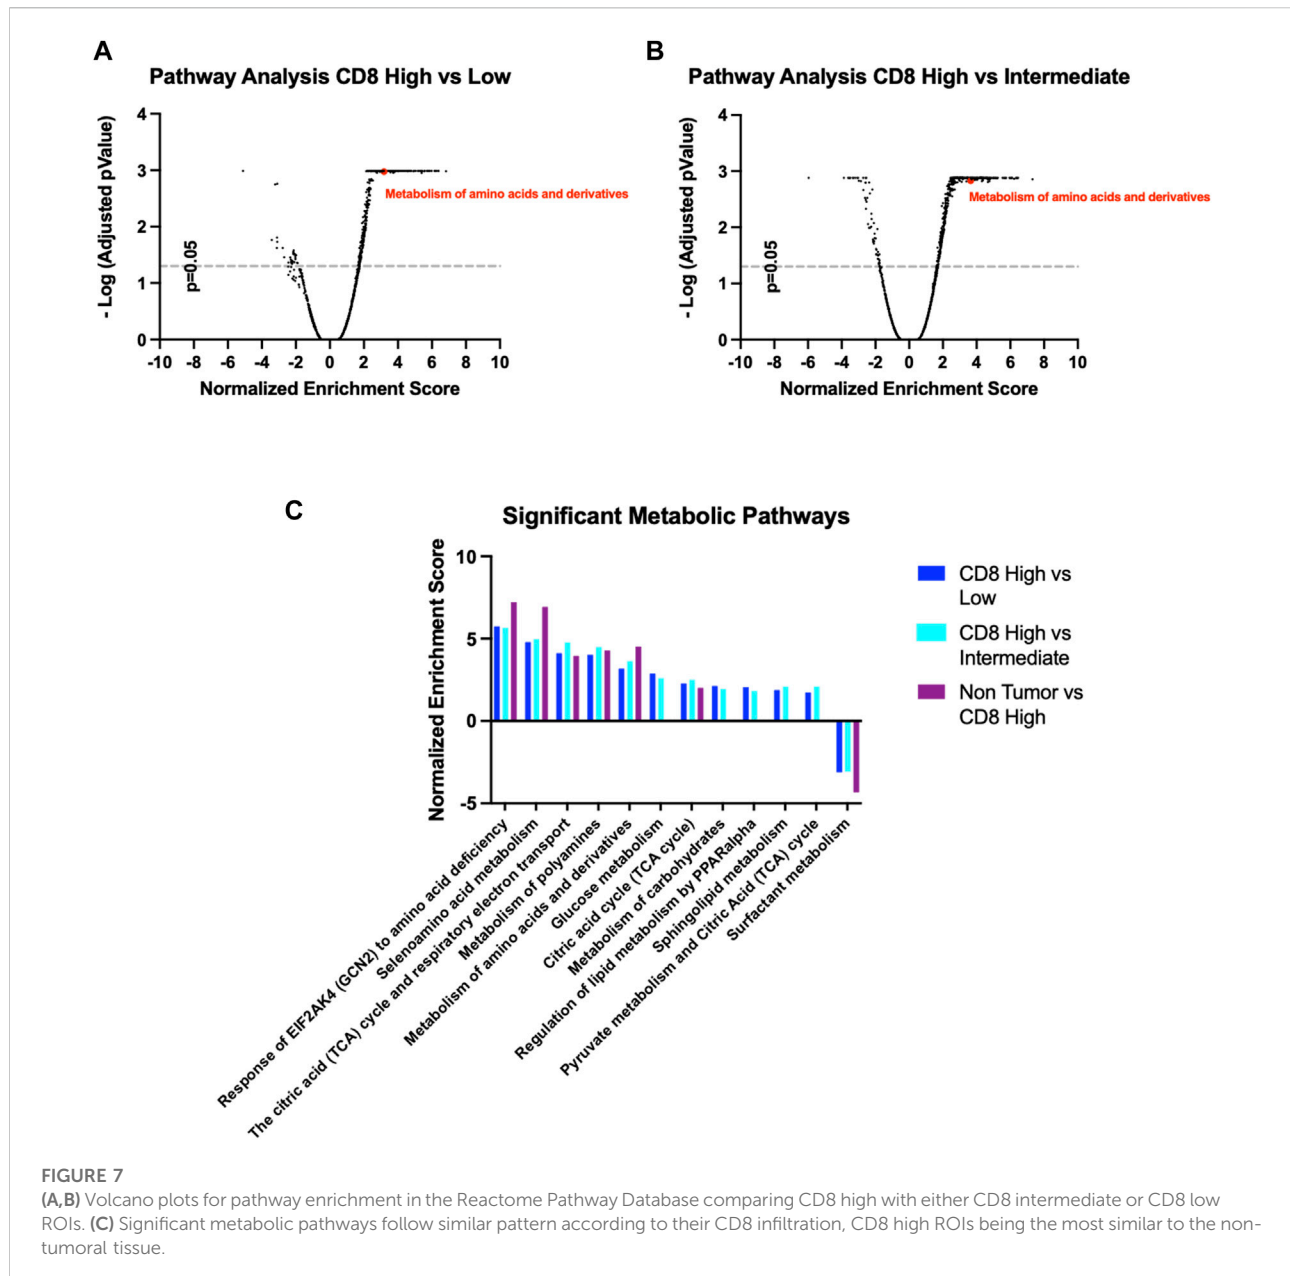 A
Pathway Analysis CD8 High vs Low
- Log (Adjusted pValue)
4
3
2
1
0
p=0.05
Metabolism of amino acids and derivatives
-10 -8 -6 -4 -2 0 2 4 6 8 10
Normalized Enrichment Score
B
Pathway Analysis CD8 High vs Intermediate
- Log (Adjusted pValue)
4
3
2
1
0
p=0.05
Metabolism of amino acids and derivatives
-10 -8 -6 -4 -2 0 2 4 6 8 10
Normalized Enrichment Score
C
Significant Metabolic Pathways
Normalized Enrichment Score
10
5
0
-5
CD8 High vs
Low
CD8 High vs
Intermediate
Non Tumor vs
CD8 High
Response of EIF2AK4 (GCN2) to amino acid deficiency
Selenoamino acid metabolism
The citric acid (TCA) cycle and respiratory electron transport
Metabolism of polyamines
Metabolism of amino acids and derivatives
Glucose metabolism
Citric acid cycle (TCA cycle)
Metabolism of carbohydrates
Regulation of lipid metabolism by PPARalpha
Sphingolipid metabolism
Pyruvate metabolism and Citric Acid (TCA) cycle
Surfactant metabolism
FIGURE 7
(A,B) Volcano plots for pathway enrichment in the Reactome Pathway Database comparing CD8 high with either CD8 intermediate or CD8 low
ROIs. (C) Significant metabolic pathways follow similar pattern according to their CD8 infiltration, CD8 high ROIs being the most similar to the non-
tumoral tissue.